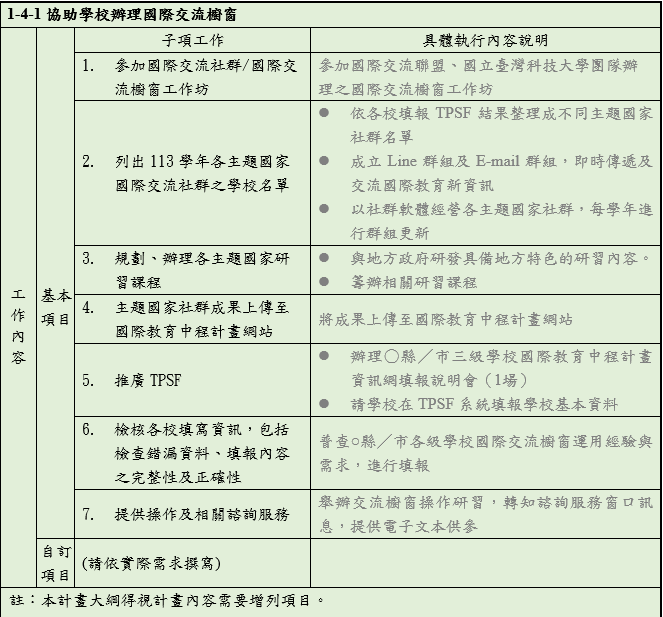 1-4-1 協助學校辦理國際交流櫥窗
子項工作
具體執行內容說明
工作內容
基本
項目
1. 參加國際交流社群/國際交
流櫥窗工作坊
參加國際交流聯盟、國立臺灣科技大學團隊辦
理之國際交流櫥窗工作坊
2. 列出 113 學年各主題國家
國際交流社群之學校名單
● 依各校填報 TPSF 結果整理成不同主題國家
社群名單
● 成立 Line 群組及 E-mail 群組，即時傳遞及
交流國際教育新資訊
● 以社群軟體經營各主題國家社群，每學年進
行群組更新
3. 規劃、辦理各主題國家研
習課程
● 與地方政府研發具備地方特色的研習內容。
● 籌辦相關研習課程
4. 主題國家社群成果上傳至
國際教育中程計畫網站
將成果上傳至國際教育中程計畫網站
5. 推廣 TPSF
● 辦理○縣／市三級學校國際教育中程計畫
資訊網填報說明會（1場）
● 請學校在 TPSF 系統填報學校基本資料
6. 檢核各校填寫資訊，包括
檢查錯漏資料、填報內容
之完整性及正確性
普查○縣／市各級學校國際交流櫥窗運用經驗與
需求，進行填報
7. 提供操作及相關諮詢服務
舉辦交流櫥窗操作研習，轉知諮詢服務窗口訊
息，提供電子文本供參
自訂
項目
(請依實際需求撰寫)
註：本計畫大綱得視計畫內容需要增列項目。